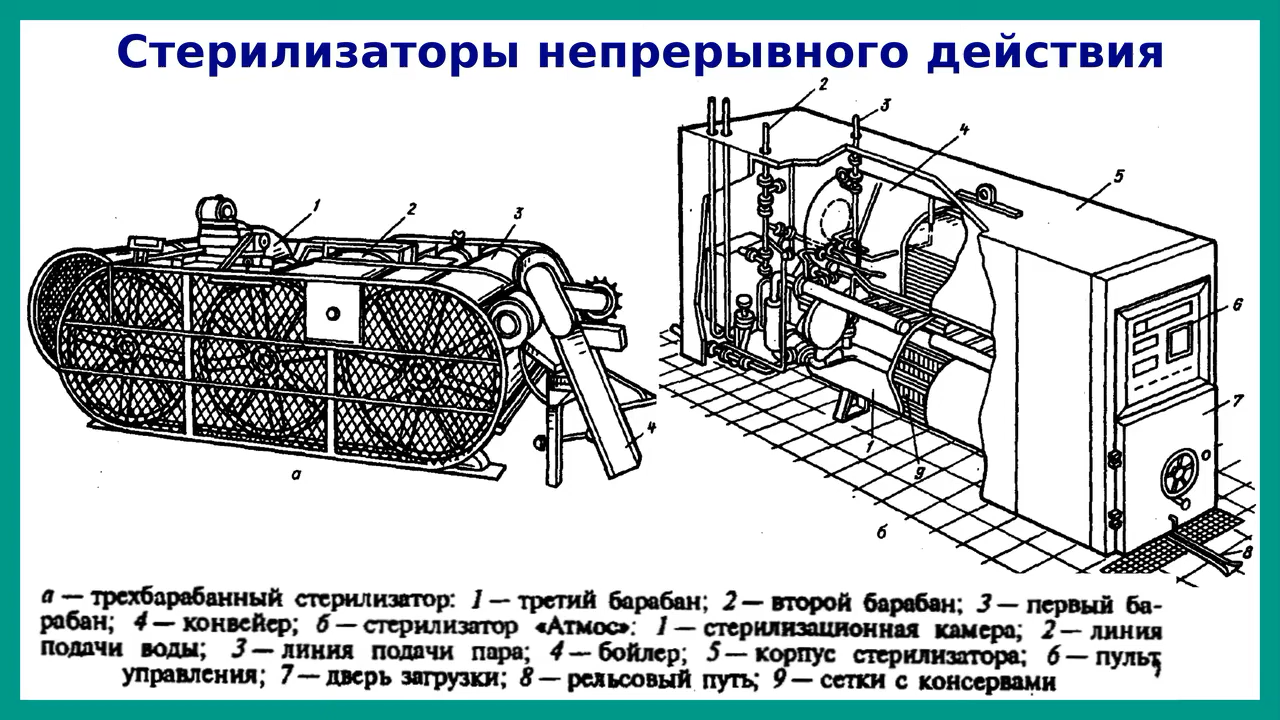 Стерилизаторы непрерывного действия
2
3
4
5
1
2
3
6
7
4
1
9
а
б
8
а — трехбарабанный стерилизатор: 1 — третий барабан; 2 — второй барабан; 3 — первый ба-
рабан; 4 — конвейер; б — стерилизатор «Атмос»: 1 — стерилизационная камера; 2 — линия
подачи воды; 3 — линия подачи пара; 4 — бойлер; 5 — корпус стерилизатора; 6 — пульт
управления; 7 — дверь загрузки; 8 — рельсовый путь; 9 — сетки с консервами